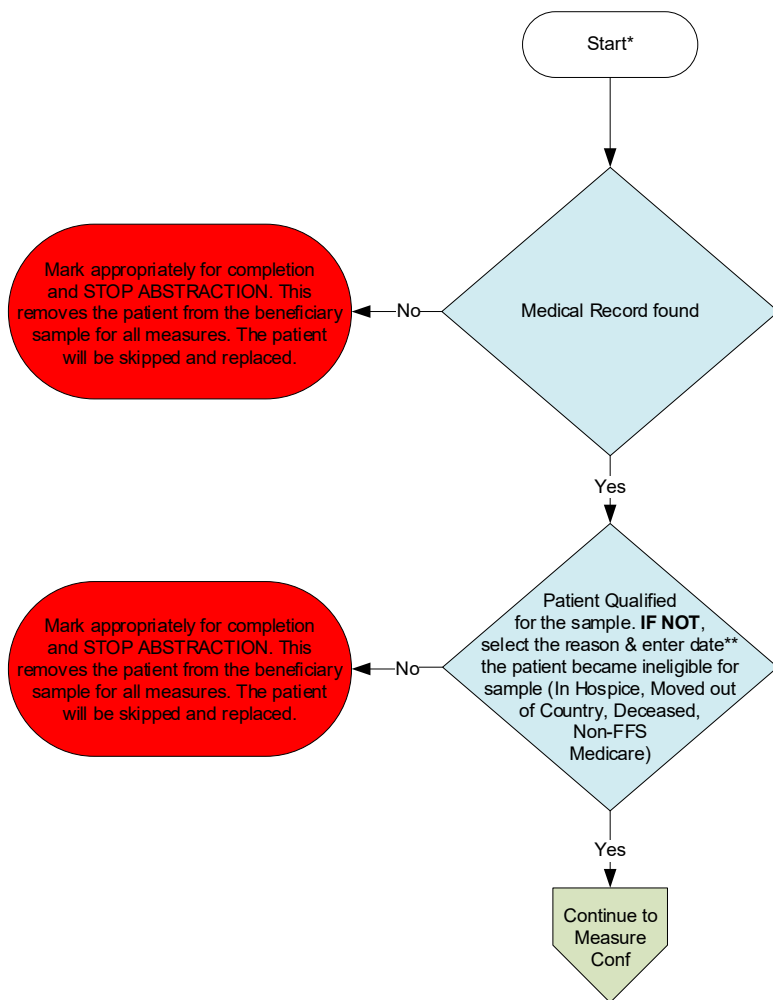 Start*
Medical Record found
No
Mark appropriately for completion
and STOP ABSTRACTION. This
removes the patient from the beneficiary
sample for all measures. The patient
will be skipped and replaced.
Yes
Patient Qualified
for the sample. IF NOT,
select the reason & enter date**
the patient became ineligible for
sample (In Hospice, Moved out
of Country, Deceased,
Non-FFS
Medicare)
No
Mark appropriately for completion
and STOP ABSTRACTION. This
removes the patient from the beneficiary
sample for all measures. The patient
will be skipped and replaced.
Yes
Continue to
Measure
Conf